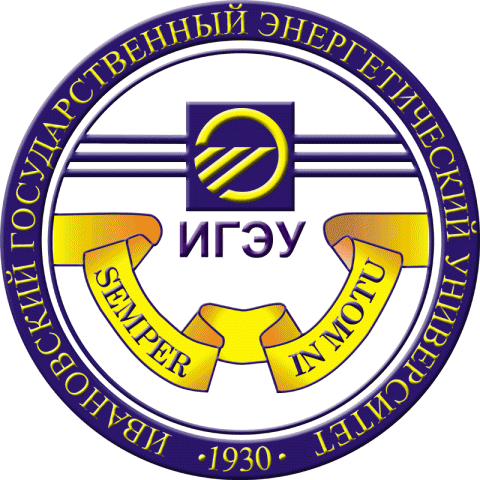 ИВАНОВСКИЙ ГОСУДАРСТВЕННЫЙ ЭНЕРГЕТИЧЕСКИЙ УНИВЕРСИТЕТ
ИГЭУ
SEMPER
IN MOTU
·1930·